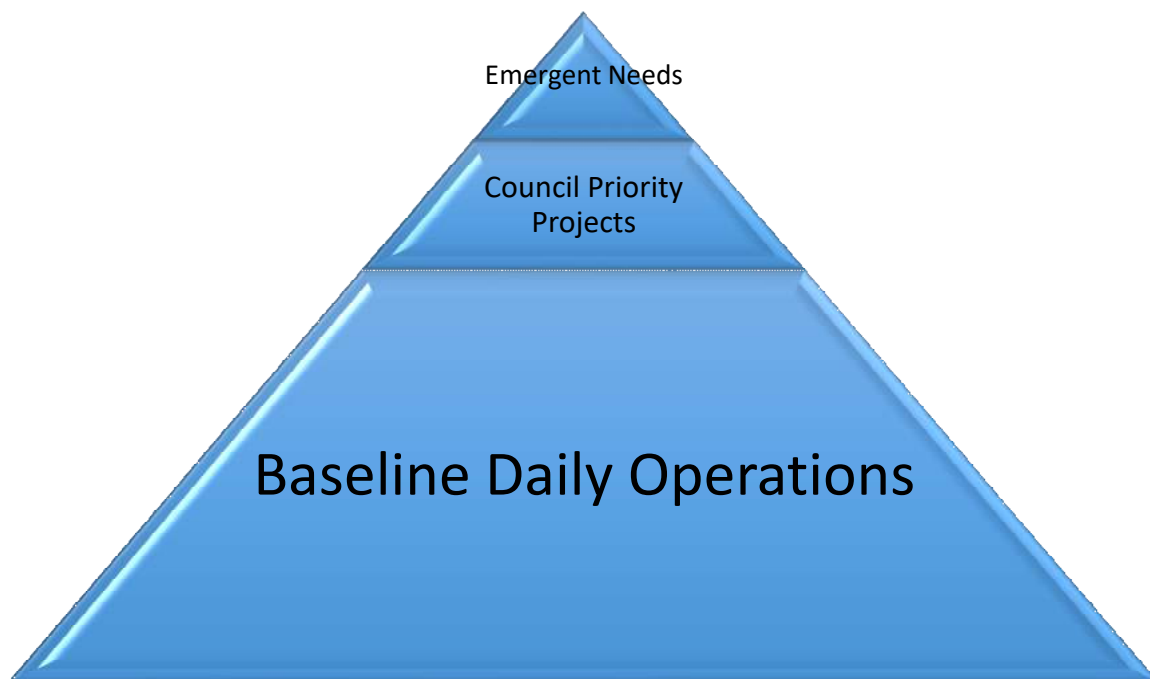 Emergent Needs
Council Priority
Projects
Baseline Daily Operations